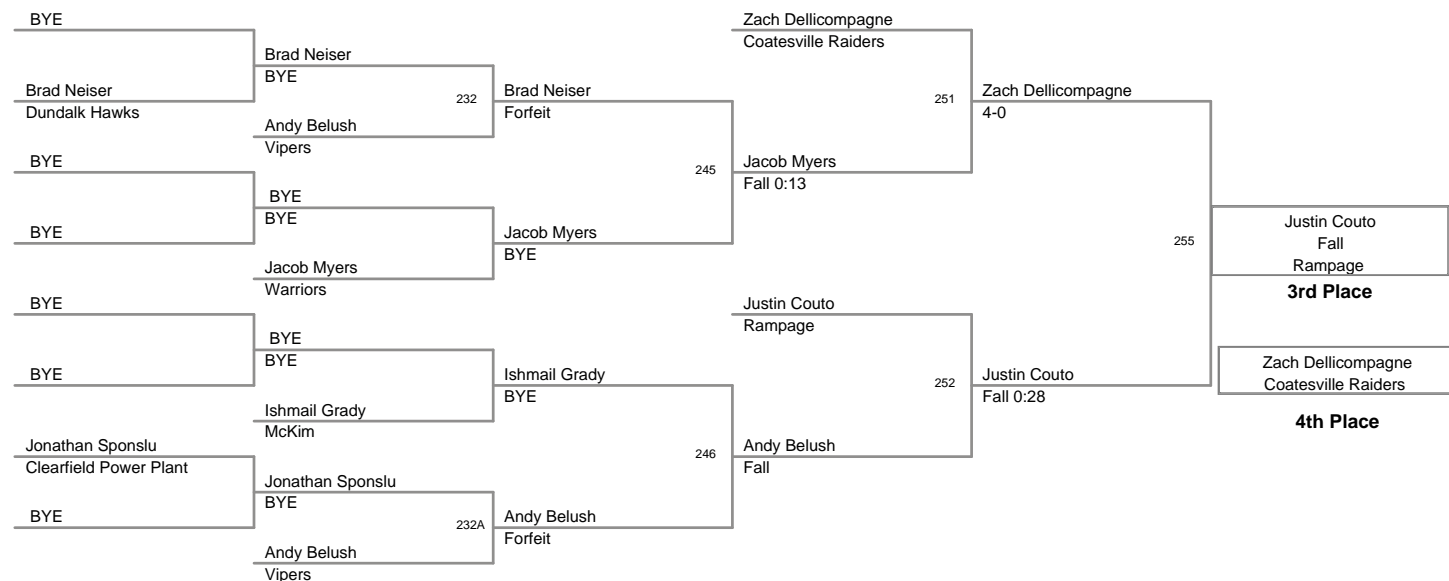 BYE
Brad Neiser
Dundalk Hawks
BYE
BYE
BYE
BYE
Jonathan Sponslu
Clearfield Power Plant
BYE
Brad Neiser
BYE
232
Andy Belush
Vipers
BYE
BYE
Jacob Myers
Warriors
BYE
BYE
Ishmail Grady
McKim
Jonathan Sponslu
BYE
232A
Andy Belush
Vipers
Brad Neiser
Forfeit
245
Jacob Myers
BYE
Ishmail Grady
BYE
246
Andy Belush
Forfeit
Zach Dellicompagne
Coatesville Raiders
251
Jacob Myers
Fall 0:13
Justin Couto
Rampage
252
Andy Belush
Fall
Zach Dellicompagne
4-0
255
Justin Couto
Fall 0:28
Justin Couto
Fall
Rampage
3rd Place
Zach Dellicompagne
Coatesville Raiders
4th Place